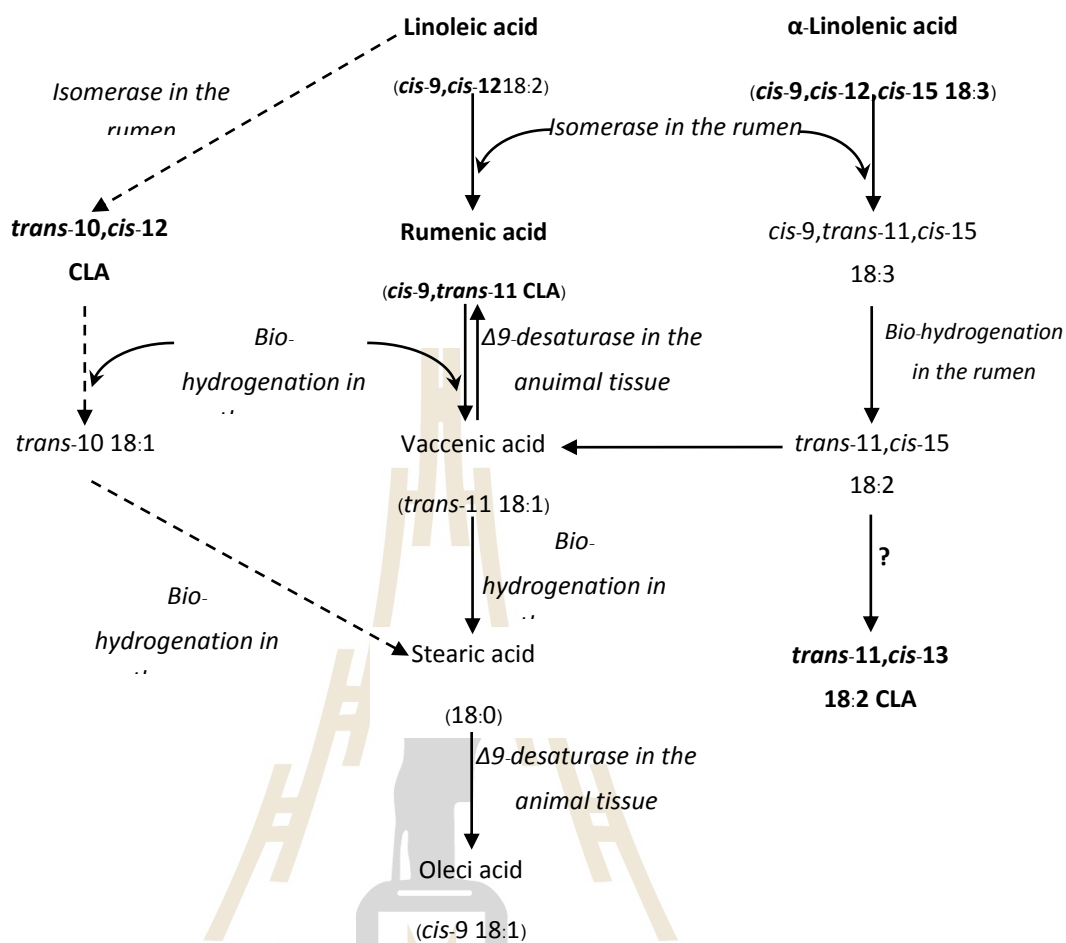 Linoleic acid
α-Linolenic acid
(cis-9,cis-12 18:2)
(cis-9,cis-12,cis-15 18:3)
Isomerase in the
rumen
Isomerase in the rumen
trans-10,cis-12
CLA
Rumenic acid
(cis-9,trans-11 CLA)
cis-9,trans-11,cis-15
18:3
Bio-
hydrogenation in
Δ9-desaturase in the
anuimal tissue
Bio-hydrogenation
in the rumen
trans-10 18:1
Vaccenic acid
(trans-11 18:1)
trans-11,cis-15
18:2
Bio-
hydrogenation in
?
Bio-
hydrogenation in
Stearic acid
(18:0)
trans-11,cis-13
18:2 CLA
Δ9-desaturase in the
animal tissue
Oleci acid
(cis-9 18:1)